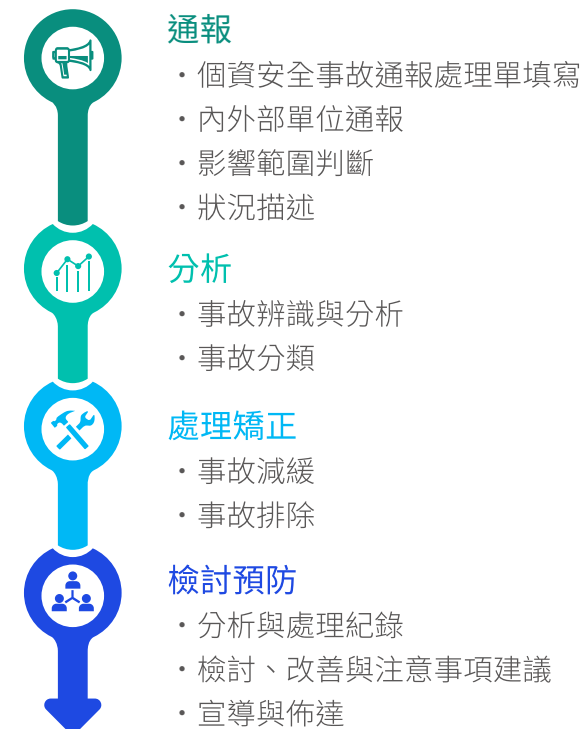 通報
・個資安全事故通報處理單填寫
・內外部單位通報
・影響範圍判斷
・狀況描述
分析
・事故辨識與分析
・事故分類
處理矯正
・事故減緩
・事故排除
檢討預防
・分析與處理紀錄
・檢討、改善與注意事項建議
・宣導與佈達